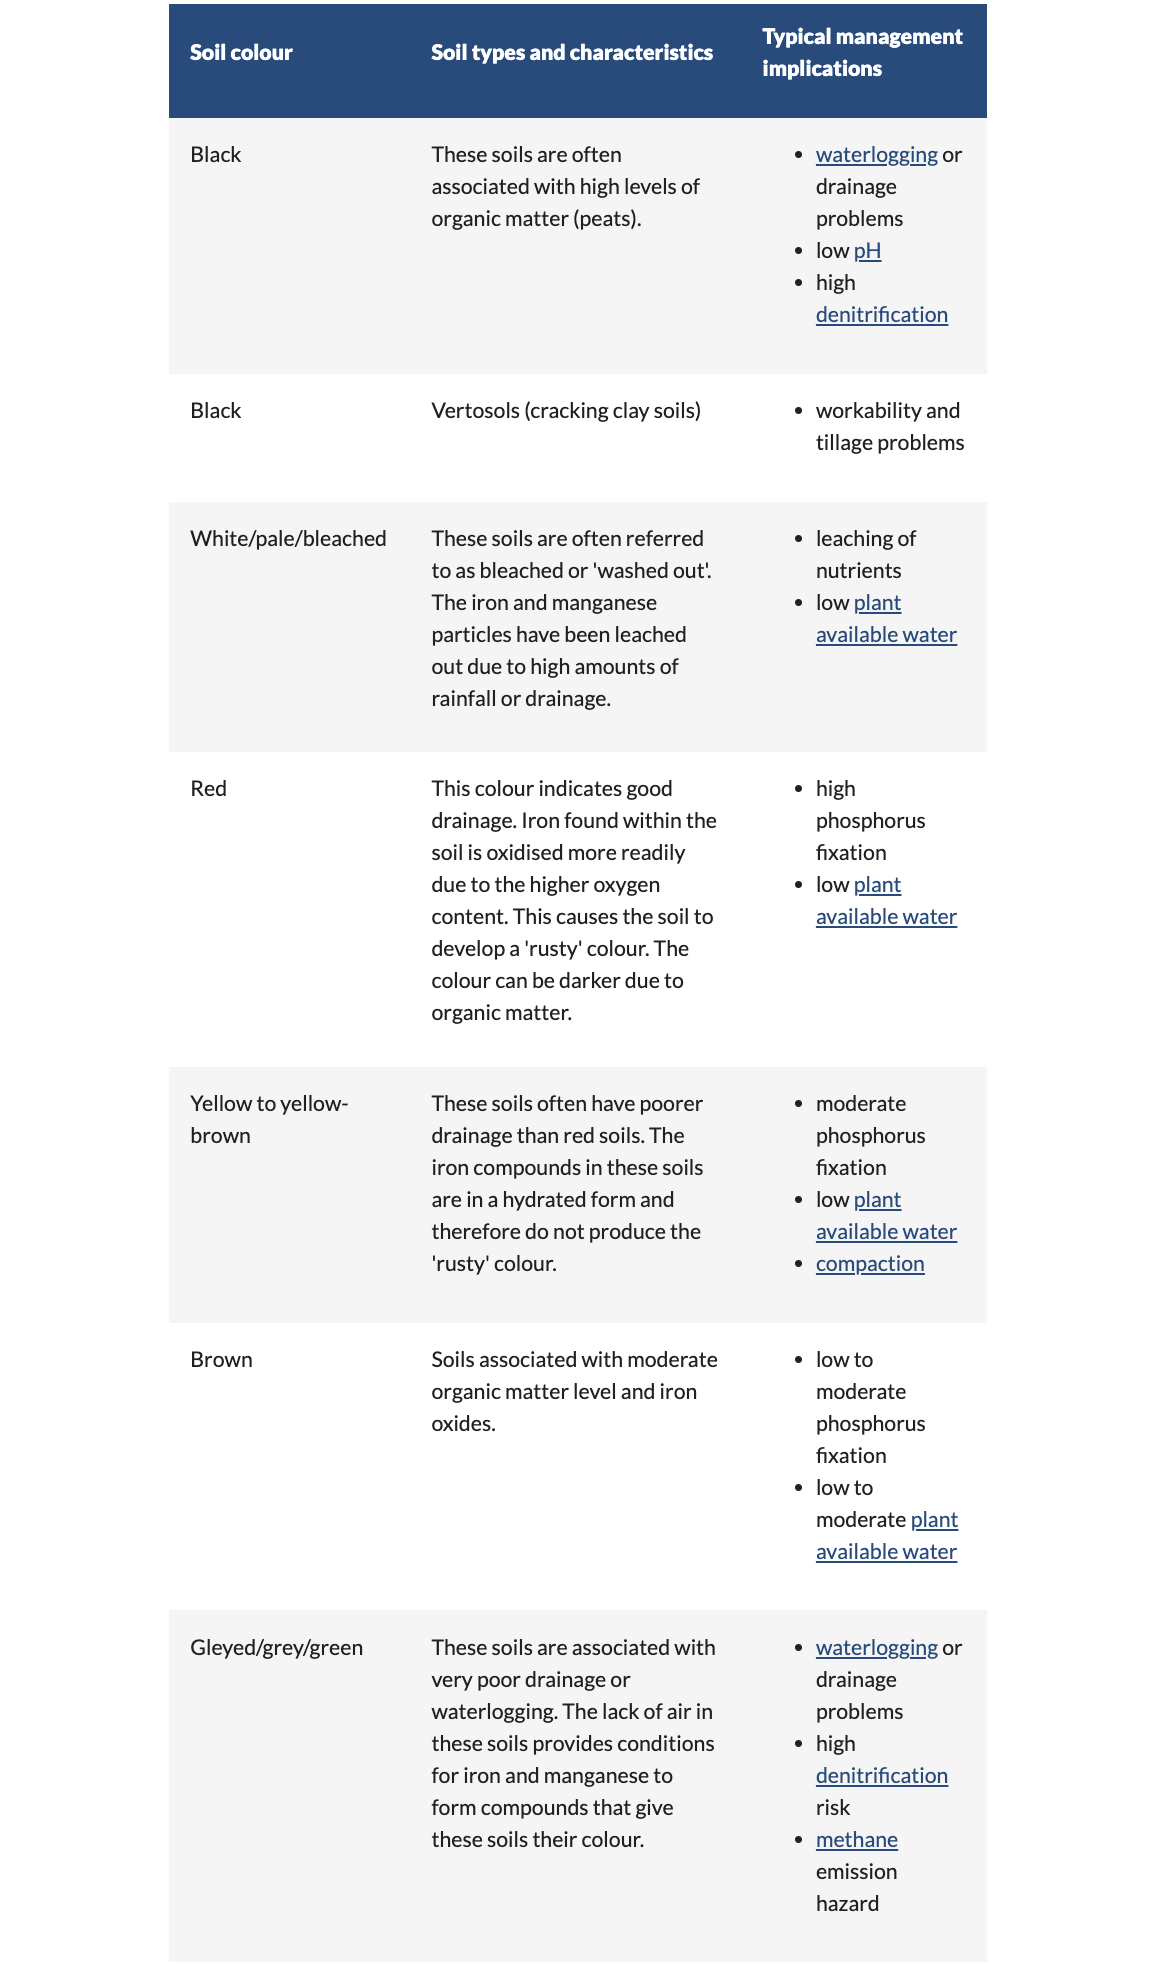 Soil colour
Soil types and characteristics
Typical management
implications
Black
These soils are often
associated with high levels of
organic matter (peats).
• waterlogging or
drainage
problems
• low pH
• high
denitrification
Black
Vertosols (cracking clay soils)
• workability and
tillage problems
White/pale/bleached
These soils are often referred
to as bleached or 'washed out'.
The iron and manganese
particles have been leached
out due to high amounts of
rainfall or drainage.
• leaching of
nutrients
• low plant
available water
Red
This colour indicates good
drainage. Iron found within the
soil is oxidised more readily
due to the higher oxygen
content. This causes the soil to
develop a 'rusty' colour. The
colour can be darker due to
organic matter.
• high
phosphorus
fixation
• low plant
available water
Yellow to yellow-
brown
These soils often have poorer
drainage than red soils. The
iron compounds in these soils
are in a hydrated form and
therefore do not produce the
'rusty' colour.
• moderate
phosphorus
fixation
• low plant
available water
• compaction
Brown
Soils associated with moderate
organic matter level and iron
oxides.
• low to
moderate
phosphorus
fixation
• low to
moderate plant
available water
Gleyed/grey/green
These soils are associated with
very poor drainage or
waterlogging. The lack of air in
these soils provides conditions
for iron and manganese to
form compounds that give
these soils their colour.
• waterlogging or
drainage
problems
• high
denitrification
risk
• methane
emission
hazard